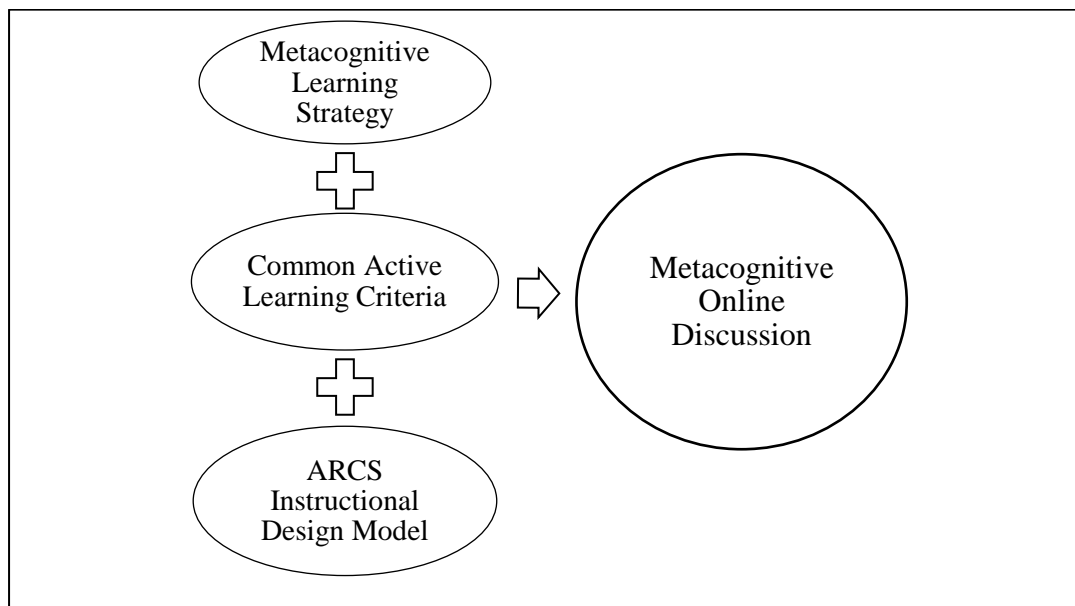 Metacognitive
Learning
Strategy
Common Active
Learning Criteria
ARCS
Instructional
Design Model
Metacognitive
Online
Discussion